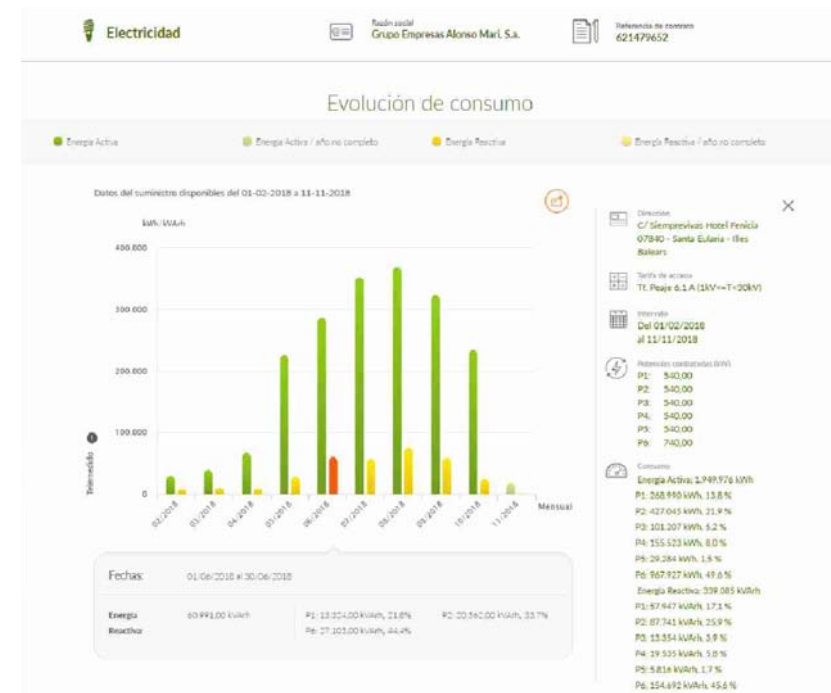 Electricidad
Razón social
Grupo Empresas Alonso Mari, S.a.
Referencia de contrato
621479652
Evolución de consumo
Energía Activa
Energía Activa / año no completo
Energía Reactiva
Energía Reactiva / año no completo
Datos del suministro disponibles del 01-02-2018 a 11-11-2018
kWh/kVArh
400.000
300.000
200.000
100.000
0
Telemedido
02/2018
03/2018
04/2018
05/2018
06/2018
07/2018
08/2018
09/2018
10/2018
11/2018
Mensual
Fechas:
01/06/2018 al 30/06/2018
Energía
Reactiva:
60.991,00 kVArh
P1: 13.324,00 kVArh, 21,8%
P2: 20.562,00 kVArh, 33,7%
P6: 27.105,00 kVArh, 44,4%
Dirección
C/ Siemprevivas Hotel Fenicia
07840 - Santa Eularia - Illes
Balears
Tarifa de acceso
Tf. Peaje 6.1 A (1kV<=T<30kV)
Intervalo
Del 01/02/2018
al 11/11/2018
Potencias contratadas (kW)
P1: 540,00
P2: 540,00
P3: 540,00
P4: 540,00
P5: 540,00
P6: 740,00
Consumo
Energía Activa: 1.949.976 kWh
P1: 268.990 kWh, 13,8 %
P2: 427.045 kWh, 21,9 %
P3: 101.207 kWh, 5,2 %
P4: 155.523 kWh, 8,0 %
P5: 29.284 kWh, 1,5 %
P6: 967.927 kWh, 49,6 %
Energía Reactiva: 339.085 kVArh
P1: 57.947 kVArh, 17,1 %
P2: 87.741 kVArh, 25,9 %
P3: 13.354 kVArh, 3,9 %
P4: 19.535 kVArh, 5,8 %
P5: 5.816 kVArh, 1,7 %
P6: 154.692 kVArh, 45,6 %